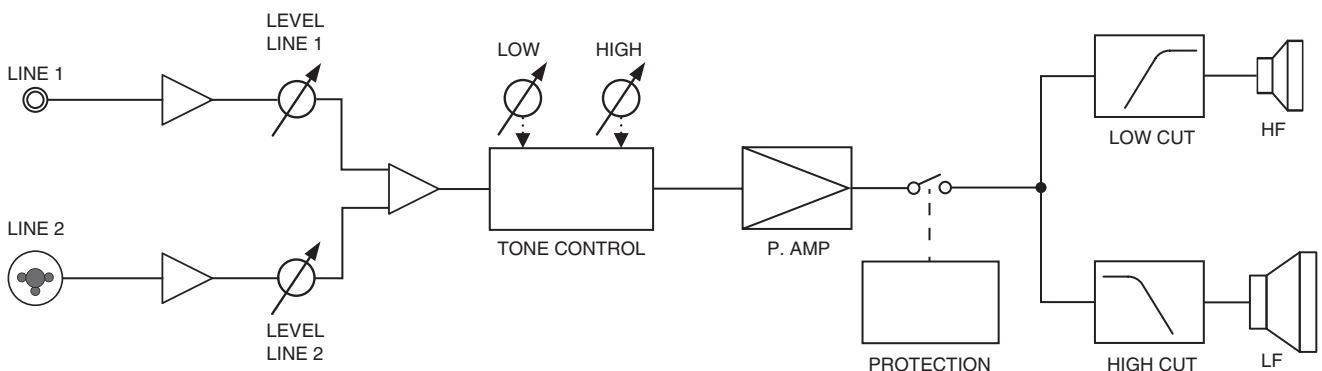 LEVEL
LINE 1
LINE 1
LOW
HIGH
LOW CUT
HF
LINE 2
TONE CONTROL
P. AMP
LEVEL
LINE 2
PROTECTION
HIGH CUT
LF